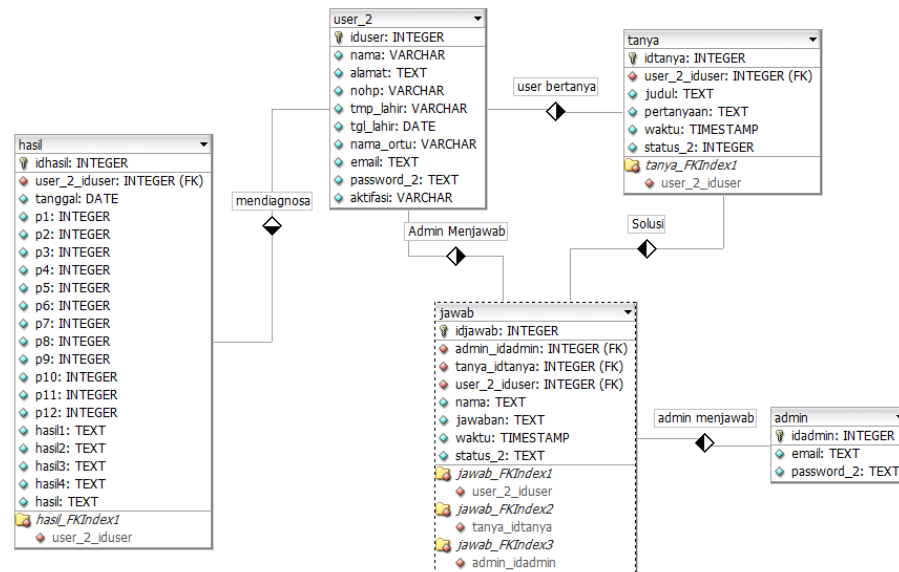 user_2
iduser: INTEGER
nama: VARCHAR
alamat: TEXT
nohp: VARCHAR
tmp_lahir: VARCHAR
tgl_lahir: DATE
nama_ortu: VARCHAR
email: TEXT
password_2: TEXT
aktifasi: VARCHAR
user bertanya
tanya
idtanya: INTEGER
user_2_iduser: INTEGER (FK)
judul: TEXT
pertanyaan: TEXT
waktu: TIMESTAMP
status_2: INTEGER
tanya_FKIndex1
user_2_iduser
hasil
idhasil: INTEGER
user_2_iduser: INTEGER (FK)
tanggal: DATE
p1: INTEGER
p2: INTEGER
p3: INTEGER
p4: INTEGER
p5: INTEGER
p6: INTEGER
p7: INTEGER
p8: INTEGER
p9: INTEGER
p10: INTEGER
p11: INTEGER
p12: INTEGER
hasil1: TEXT
hasil2: TEXT
hasil3: TEXT
hasil4: TEXT
hasil: TEXT
hasil_FKIndex1
user_2_iduser
mendiagnosa
Admin Menjawab
Solusi
jawab
idjawab: INTEGER
admin_idadmin: INTEGER (FK)
tanya_idtanya: INTEGER (FK)
user_2_iduser: INTEGER (FK)
nama: TEXT
jawaban: TEXT
waktu: TIMESTAMP
status_2: TEXT
jawab_FKIndex1
user_2_iduser
jawab_FKIndex2
tanya_idtanya
jawab_FKIndex3
admin_idadmin
admin menjawab
admin
idadmin: INTEGER
email: TEXT
password_2: TEXT